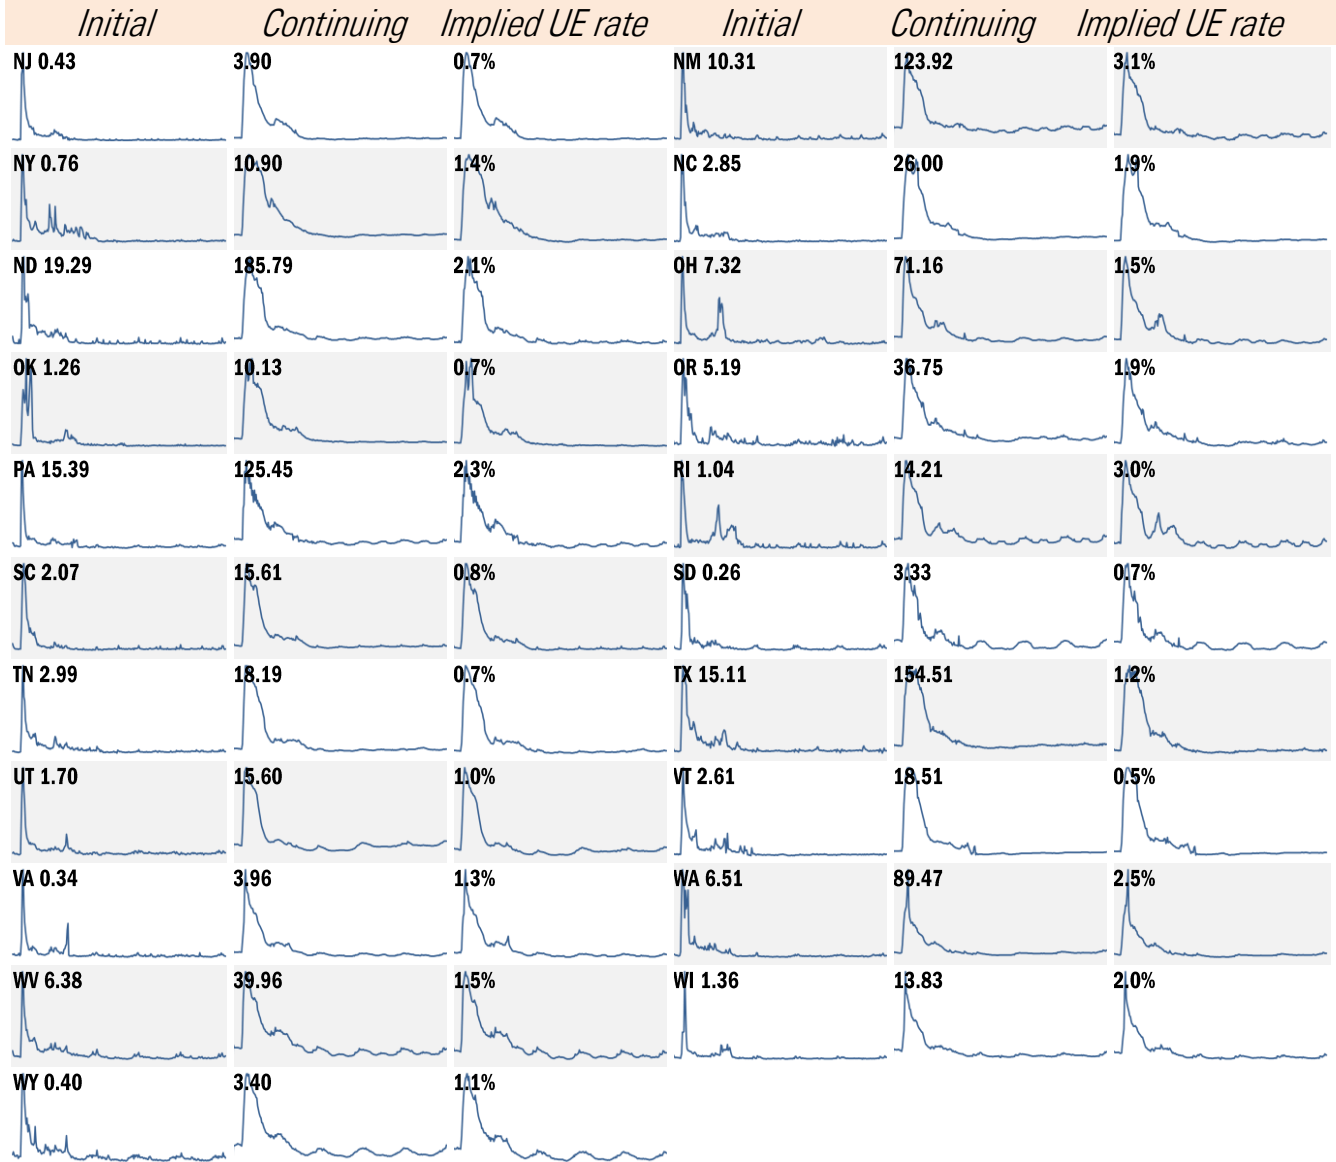 Initial Continuing Implied UE rate Initial Continuing Implied UE rate
NJ 0.43 3.90 0.7% NM 10.31 123.92 3.1%
NY 0.76 10.90 1.4% NC 2.85 26.00 1.9%
ND 19.29 185.79 2.1% OH 7.32 71.16 1.5%
OK 1.26 10.13 0.7% OR 5.19 36.75 1.9%
PA 15.39 125.45 2.3% RI 1.04 14.21 3.0%
SC 2.07 15.61 0.8% SD 0.26 3.33 0.7%
TN 2.99 18.19 0.7% TX 15.11 154.51 1.2%
UT 1.70 15.60 1.0% VT 2.61 18.51 0.5%
VA 0.34 3.96 1.3% WA 6.51 89.47 2.5%
WV 6.38 39.96 1.5% WI 1.36 13.83 2.0%
WY 0.40 3.40 1.1%